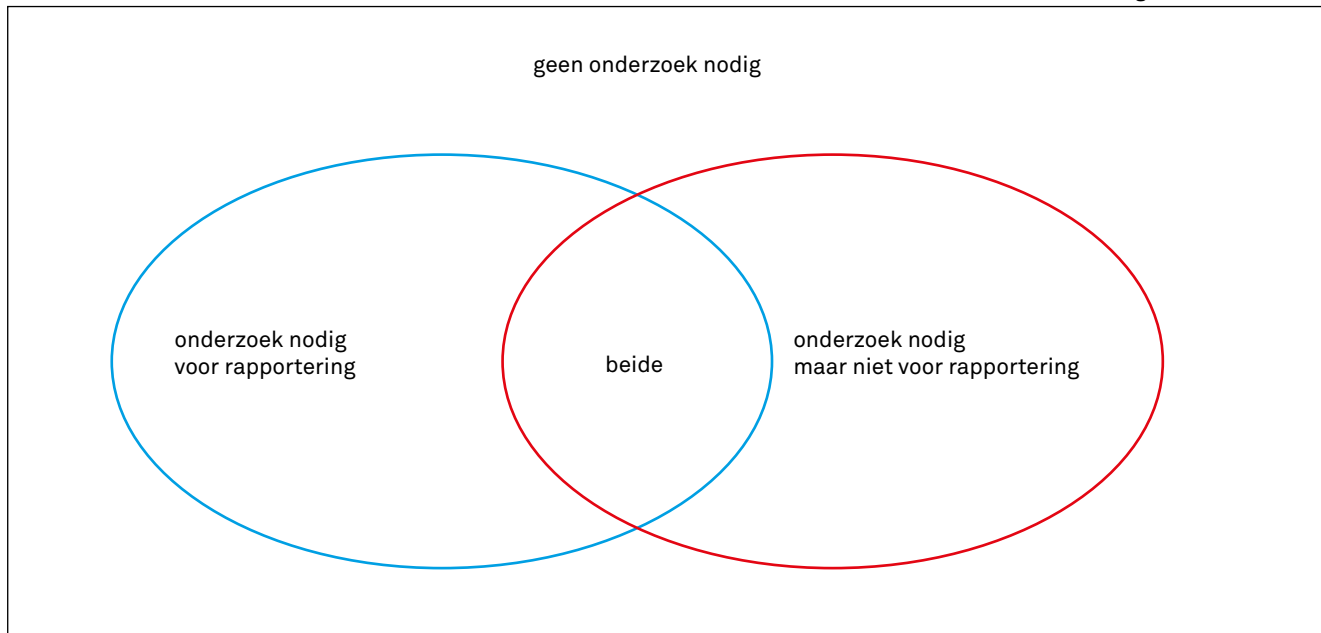 geen onderzoek nodig
onderzoek nodig
voor rapportering
beide
onderzoek nodig
maar niet voor rapportering